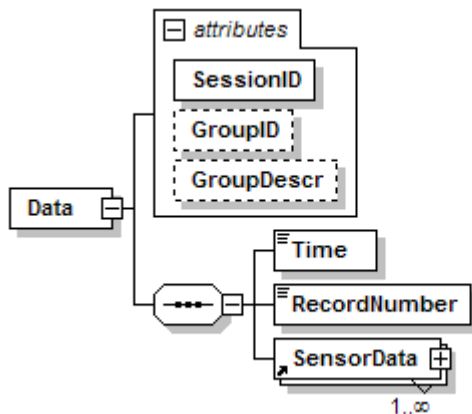 attributes
SessionID
GroupID
GroupDescr
Data
Time
RecordNumber
SensorData
1..∞